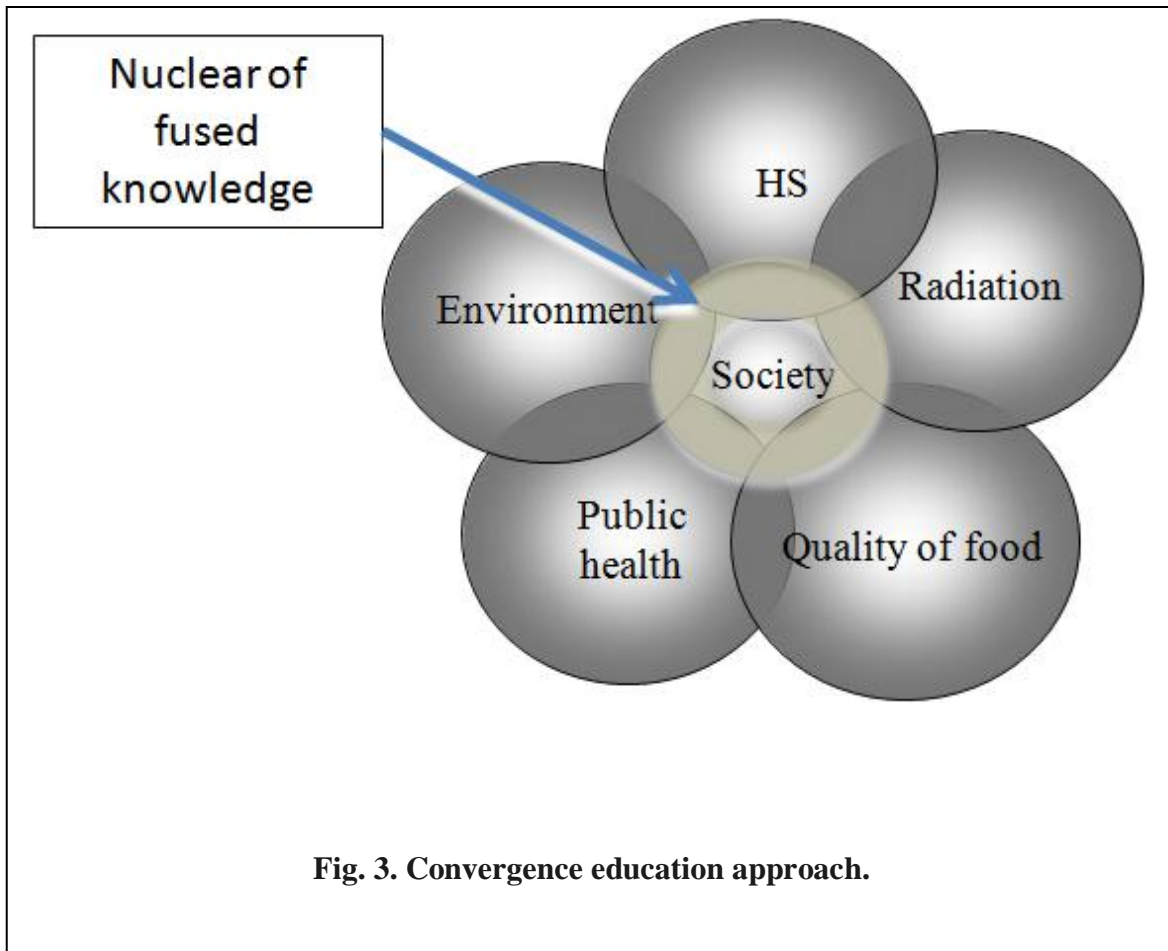 Nuclear of
fused
knowledge
HS
Environment
Radiation
Society
Public
health
Quality of food
Fig. 3. Convergence education approach.